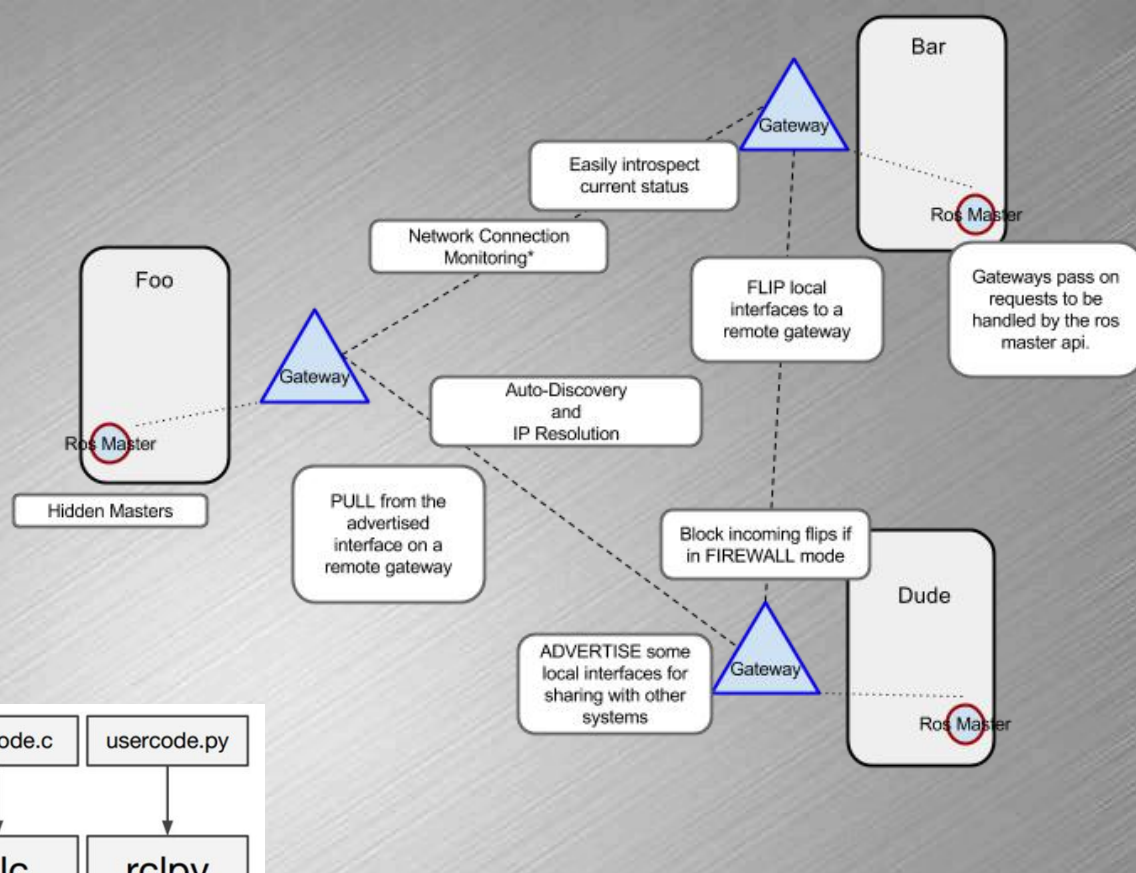 Bar
Gateway
Easily introspect
current status
Ros Master
Network Connection
Monitoring*
Foo
FLIP local
interfaces to a
remote gateway
Gateways pass on
requests to be
handled by the ros
master api.
Gateway
Auto-Discovery
and
IP Resolution
Ros Master
Hidden Masters
PULL from the
advertised
interface on a
remote gateway
Block incoming flips if
in FIREWALL mode
Dude
ADVERTISE some
local interfaces for
sharing with other
systems
Gateway
Ros Master
ode.c
usercode.py
lc
rclpy